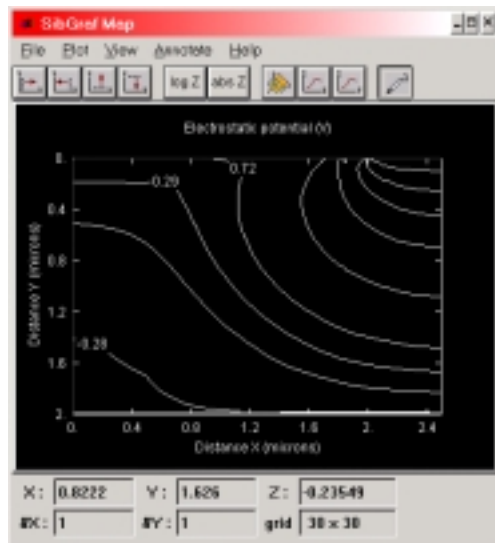 SibGraf Map
File Plot View Annotate Help
log Z abs Z
Electrostatic potential (V)
0.
0.4
0.8
1.2
1.6
2.
0.29
0.72
-0.28
Distance Y (microns)
0. 0.4 0.8 1.2 1.6 2. 2.4
Distance X (microns)
X: 0.8222 Y: 1.626 Z: -0.23549
#X: 1 #Y: 1 grid 30 x 30